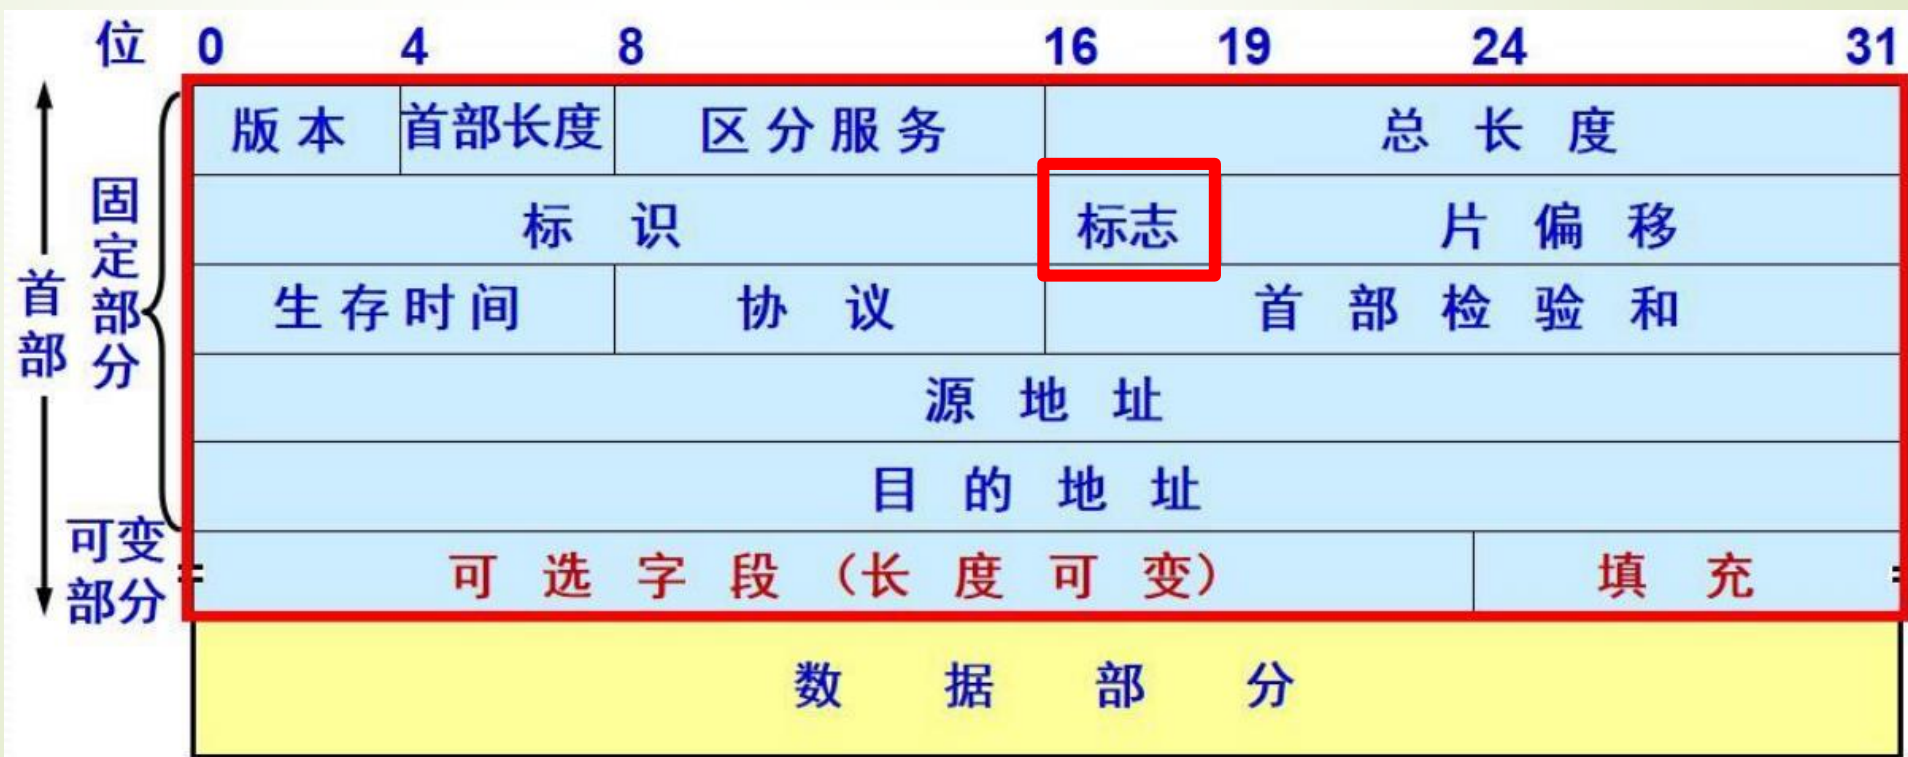 位 0 4 8 16 19 24 31
版本 首部长度 区分服务 总长度
标识 标志 片偏移
生存时间 协议 首部检验和
源地址
目的地址
可选字段（长度可变） 填充
数据部分
首部
固定部分
可变
部分